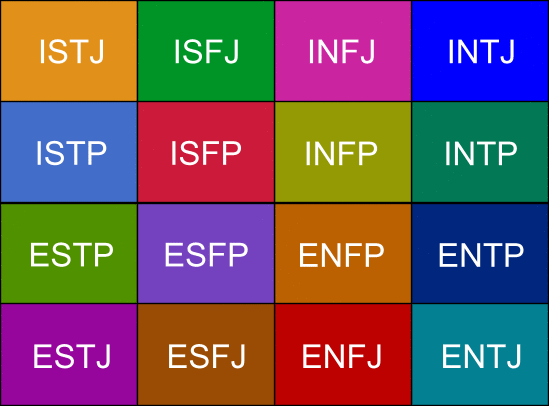 ISTJ ISFJ INFJ INTJ
ISTP ISFP INFP INTP
ESTP ESFP ENFP ENTP
ESTJ ESFJ ENFJ ENTJ